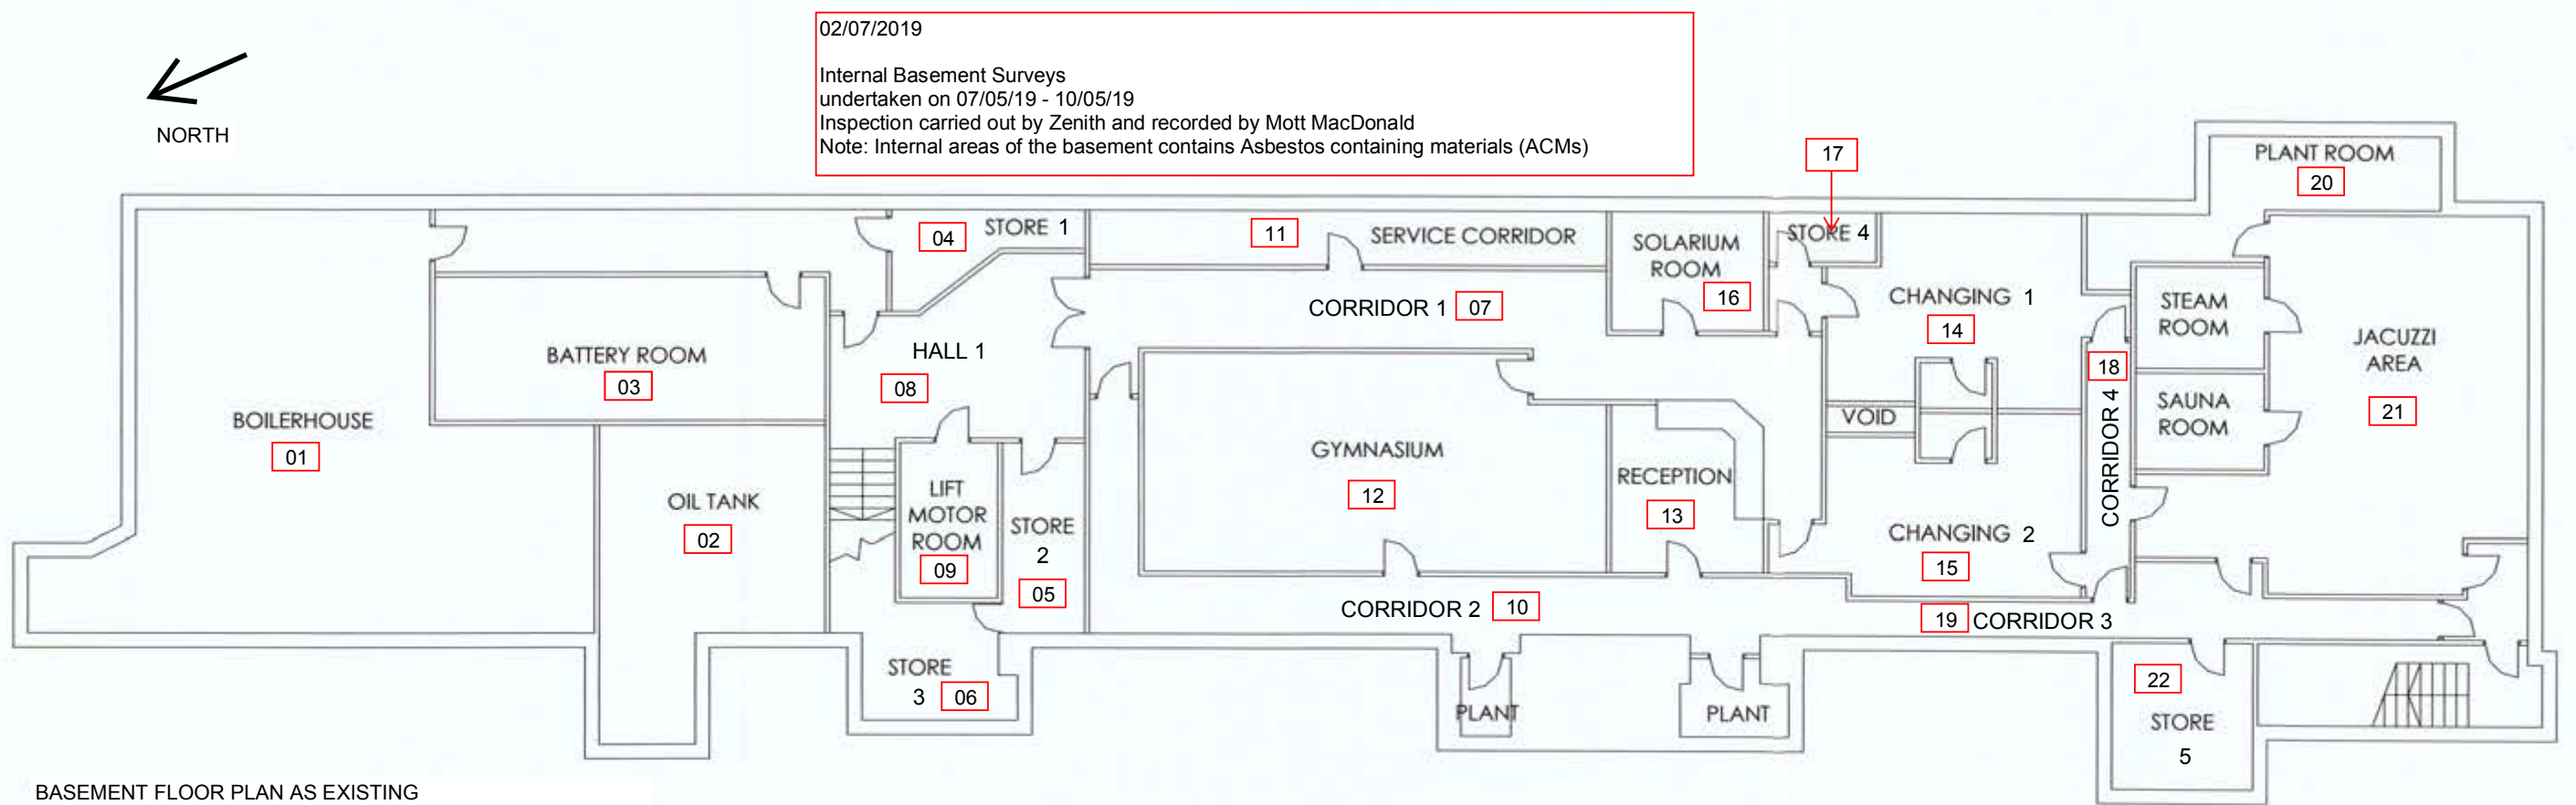 02/07/2019
Internal Basement Surveys
undertaken on 07/05/19 - 10/05/19
Inspection carried out by Zenith and recorded by Mott MacDonald
Note: Internal areas of the basement contains Asbestos containing materials (ACMs)
NORTH
17
PLANT ROOM
20
04
STORE 1
11
SERVICE CORRIDOR
SOLARIUM
ROOM
16
STORE 4
CHANGING 1
14
STEAM
ROOM
CORRIDOR 1
07
JACUZZI
AREA
21
BATTERY ROOM
03
HALL 1
08
18
CORRIDOR 4
SAUNA
ROOM
VOID
BOILERHOUSE
01
GYMNASIUM
12
RECEPTION
13
OIL TANK
02
LIFT
MOTOR
ROOM
09
STORE
2
05
CHANGING 2
15
CORRIDOR 2
10
19
CORRIDOR 3
STORE
3
06
PLANT
PLANT
22
STORE
5
BASEMENT FLOOR PLAN AS EXISTING